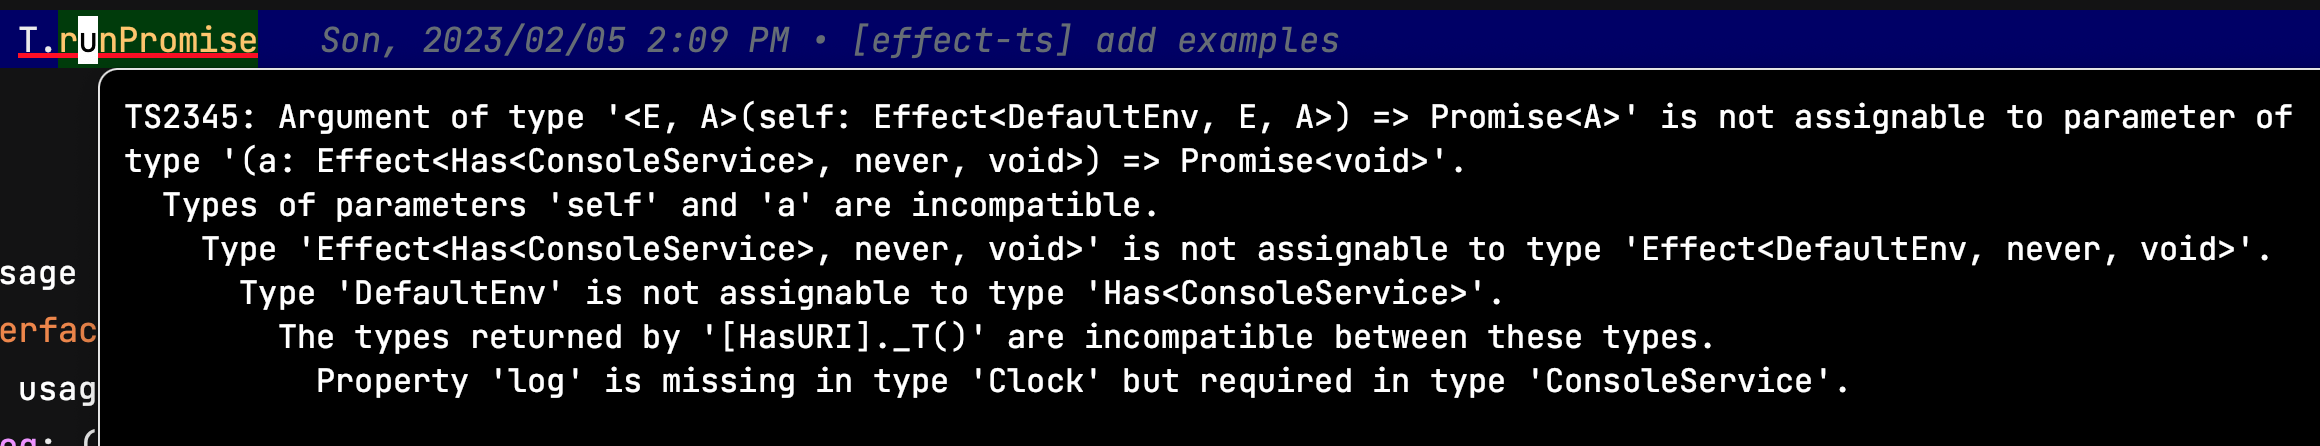 T.runPromise Son, 2023/02/05 2:09 PM • [effect-ts] add examples
TS2345: Argument of type '<E, A>(self: Effect<DefaultEnv, E, A>) => Promise<A>' is not assignable to parameter of
type '(a: Effect<Has<ConsoleService>, never, void>) => Promise<void>'.
Types of parameters 'self' and 'a' are incompatible.
Type 'Effect<Has<ConsoleService>, never, void>' is not assignable to type 'Effect<DefaultEnv, never, void>'.
sage
Type 'DefaultEnv' is not assignable to type 'Has<ConsoleService>'.
erfac
The types returned by '[HasURI]._T()' are incompatible between these types.
usag
Property 'log' is missing in type 'Clock' but required in type 'ConsoleService'.